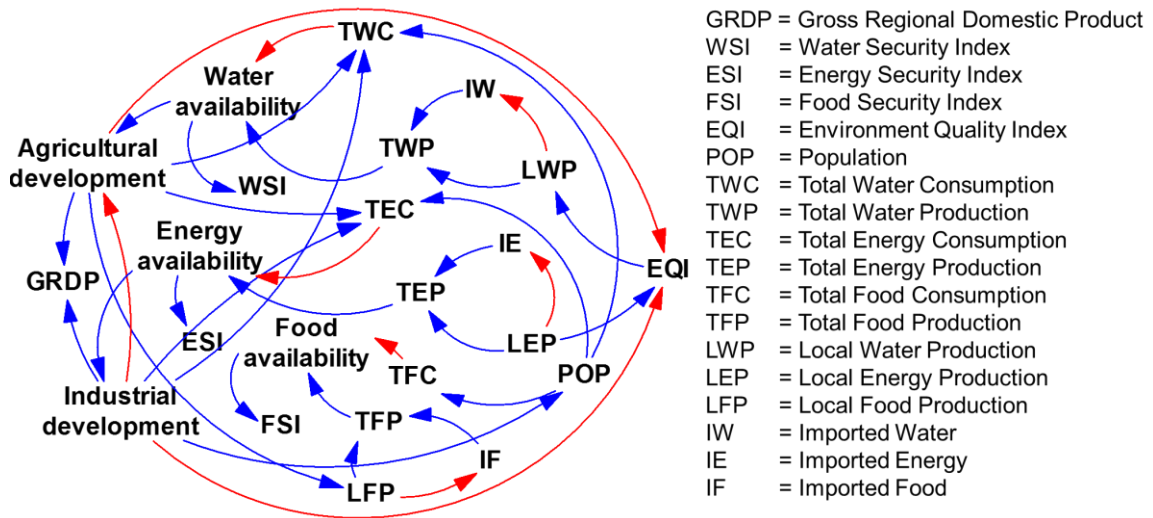 TWC
Water
availability
IW
Agricultural
development
TWP
LWP
WSI
TEC
Energy
availability
IE
EQI
GRDP
TEP
ESI
Food
availability
LEP
TFC
POP
Industrial
development
FSI
TFP
IF
LFP
GRDP = Gross Regional Domestic Product
WSI = Water Security Index
ESI = Energy Security Index
FSI = Food Security Index
EQI = Environment Quality Index
POP = Population
TWC = Total Water Consumption
TWP = Total Water Production
TEC = Total Energy Consumption
TEP = Total Energy Production
TFC = Total Food Consumption
TFP = Total Food Production
LWP = Local Water Production
LEP = Local Energy Production
LFP = Local Food Production
IW = Imported Water
IE = Imported Energy
IF = Imported Food